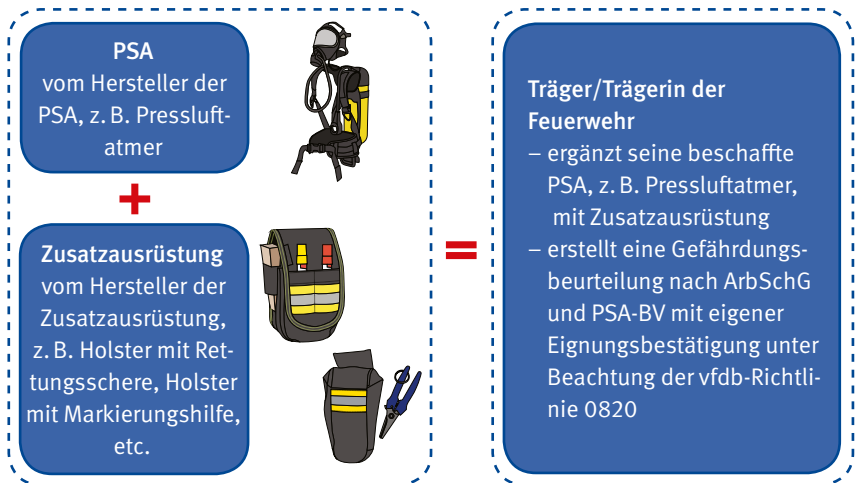 PSA
vom Hersteller der
PSA, z. B. Pressluft-
atmer
+
Zusatzausrüstung
vom Hersteller der
Zusatzausrüstung,
z. B. Holster mit Ret-
tungsschere, Holster
mit Markierungshilfe,
etc.
=
Träger/Trägerin der
Feuerwehr
– ergänzt seine beschaffte
PSA, z. B. Pressluftatmer,
mit Zusatzausrüstung
– erstellt eine Gefährdungs-
beurteilung nach ArbSchG
und PSA-BV mit eigener
Eignungsbestätigung unter
Beachtung der vfdb-Richtli-
nie 0820